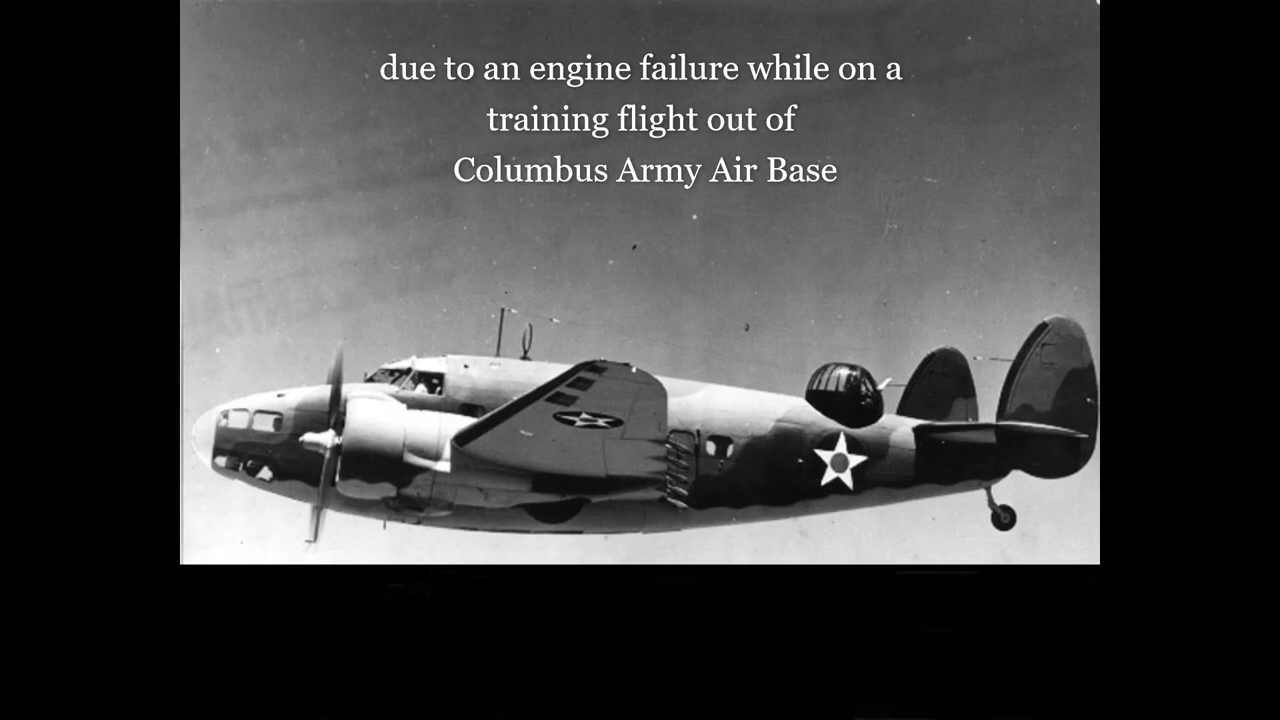 due to an engine failure while on a
training flight out of
Columbus Army Air Base